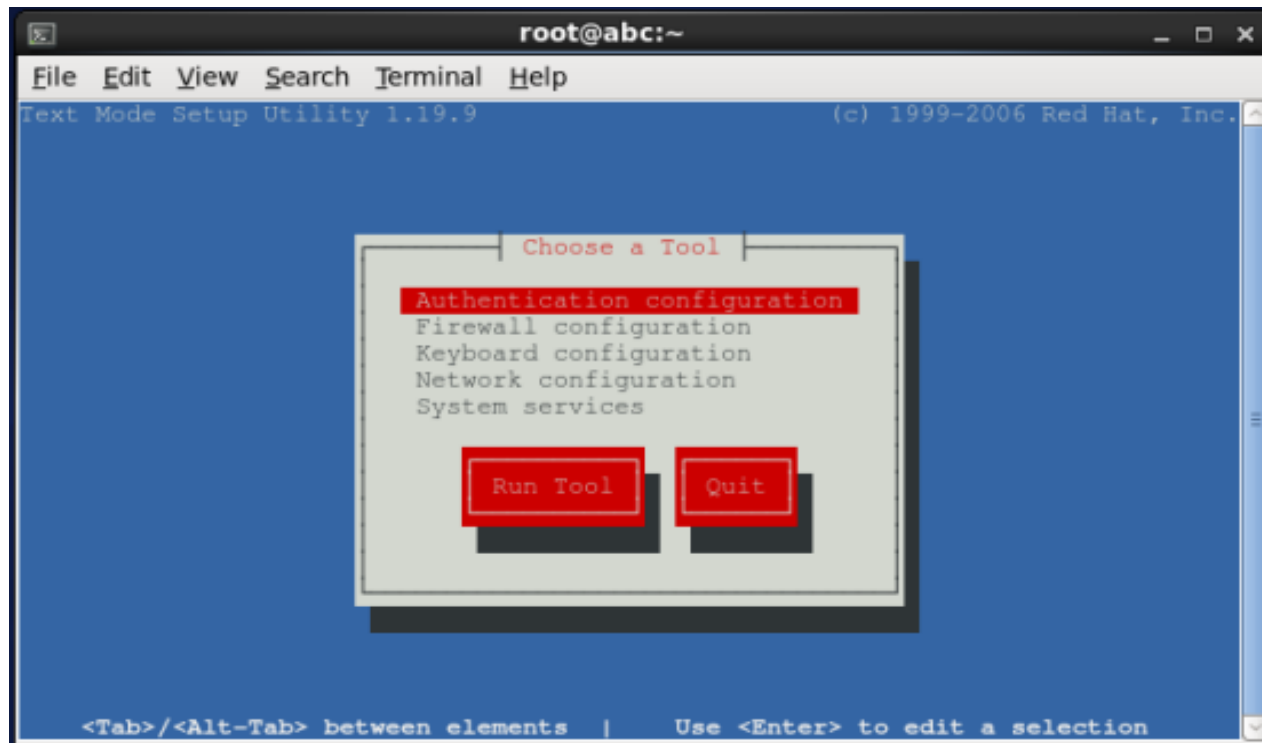 root@abc:~
File Edit View Search Terminal Help
Text Mode Setup Utility 1.19.9 (c) 1999-2006 Red Hat, Inc.
Choose a Tool
Authentication configuration
Firewall configuration
Keyboard configuration
Network configuration
System services
Run Tool Quit
<Tab>/<Alt-Tab> between elements | Use <Enter> to edit a selection